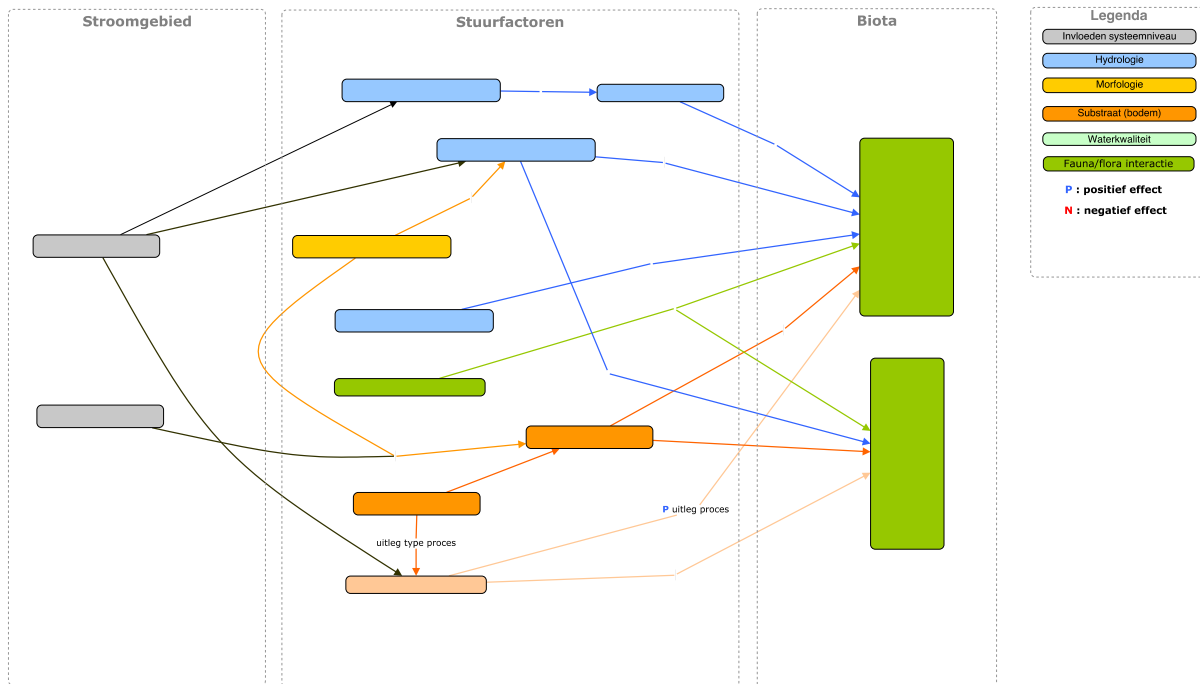 Stroomgebied
Stuurfactoren
Biota
Legenda
Invloeden systeemniveau
Hydrologie
Morfologie
Substraat (bodem)
Waterkwaliteit
Fauna/flora interactie
P : positief effect
N : negatief effect
P uitleg proces
uitleg type proces